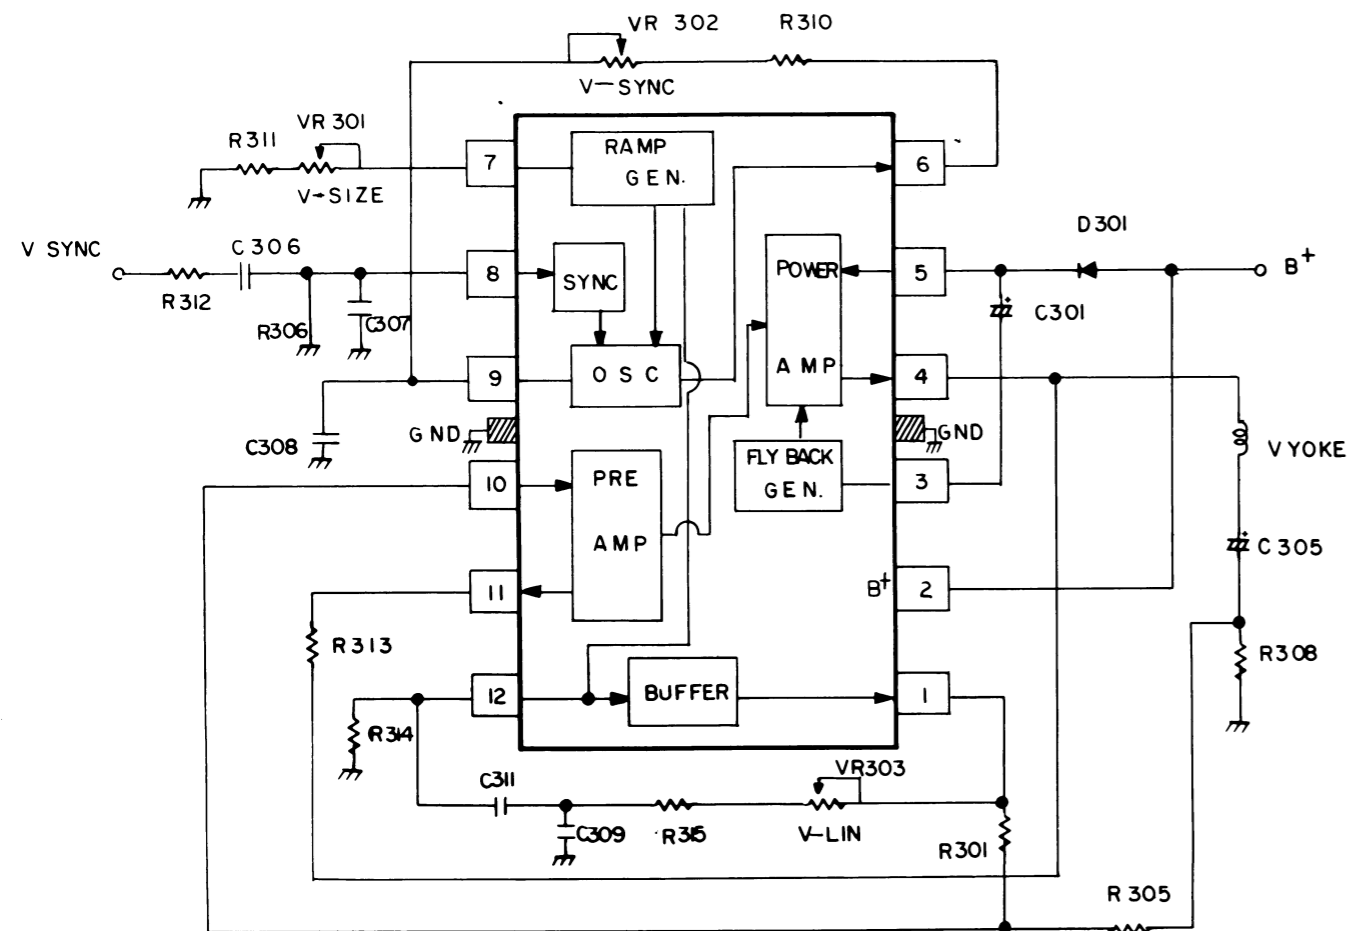 VR 302
R310
V-SYNC
R311
VR 301
V-SIZE
7
RAMP
GEN.
6
V SYNC
C306
R312
R306
C307
8
SYNC
POWER
AMP
5
D301
B+
C301
9
OSC
4
C308
GND
GND
V YOKE
FLY BACK
GEN.
3
10
PRE
AMP
C305
11
B+
2
R313
R308
12
BUFFER
1
R314
C311
VR303
C309
R315
V-LIN
R301
R305